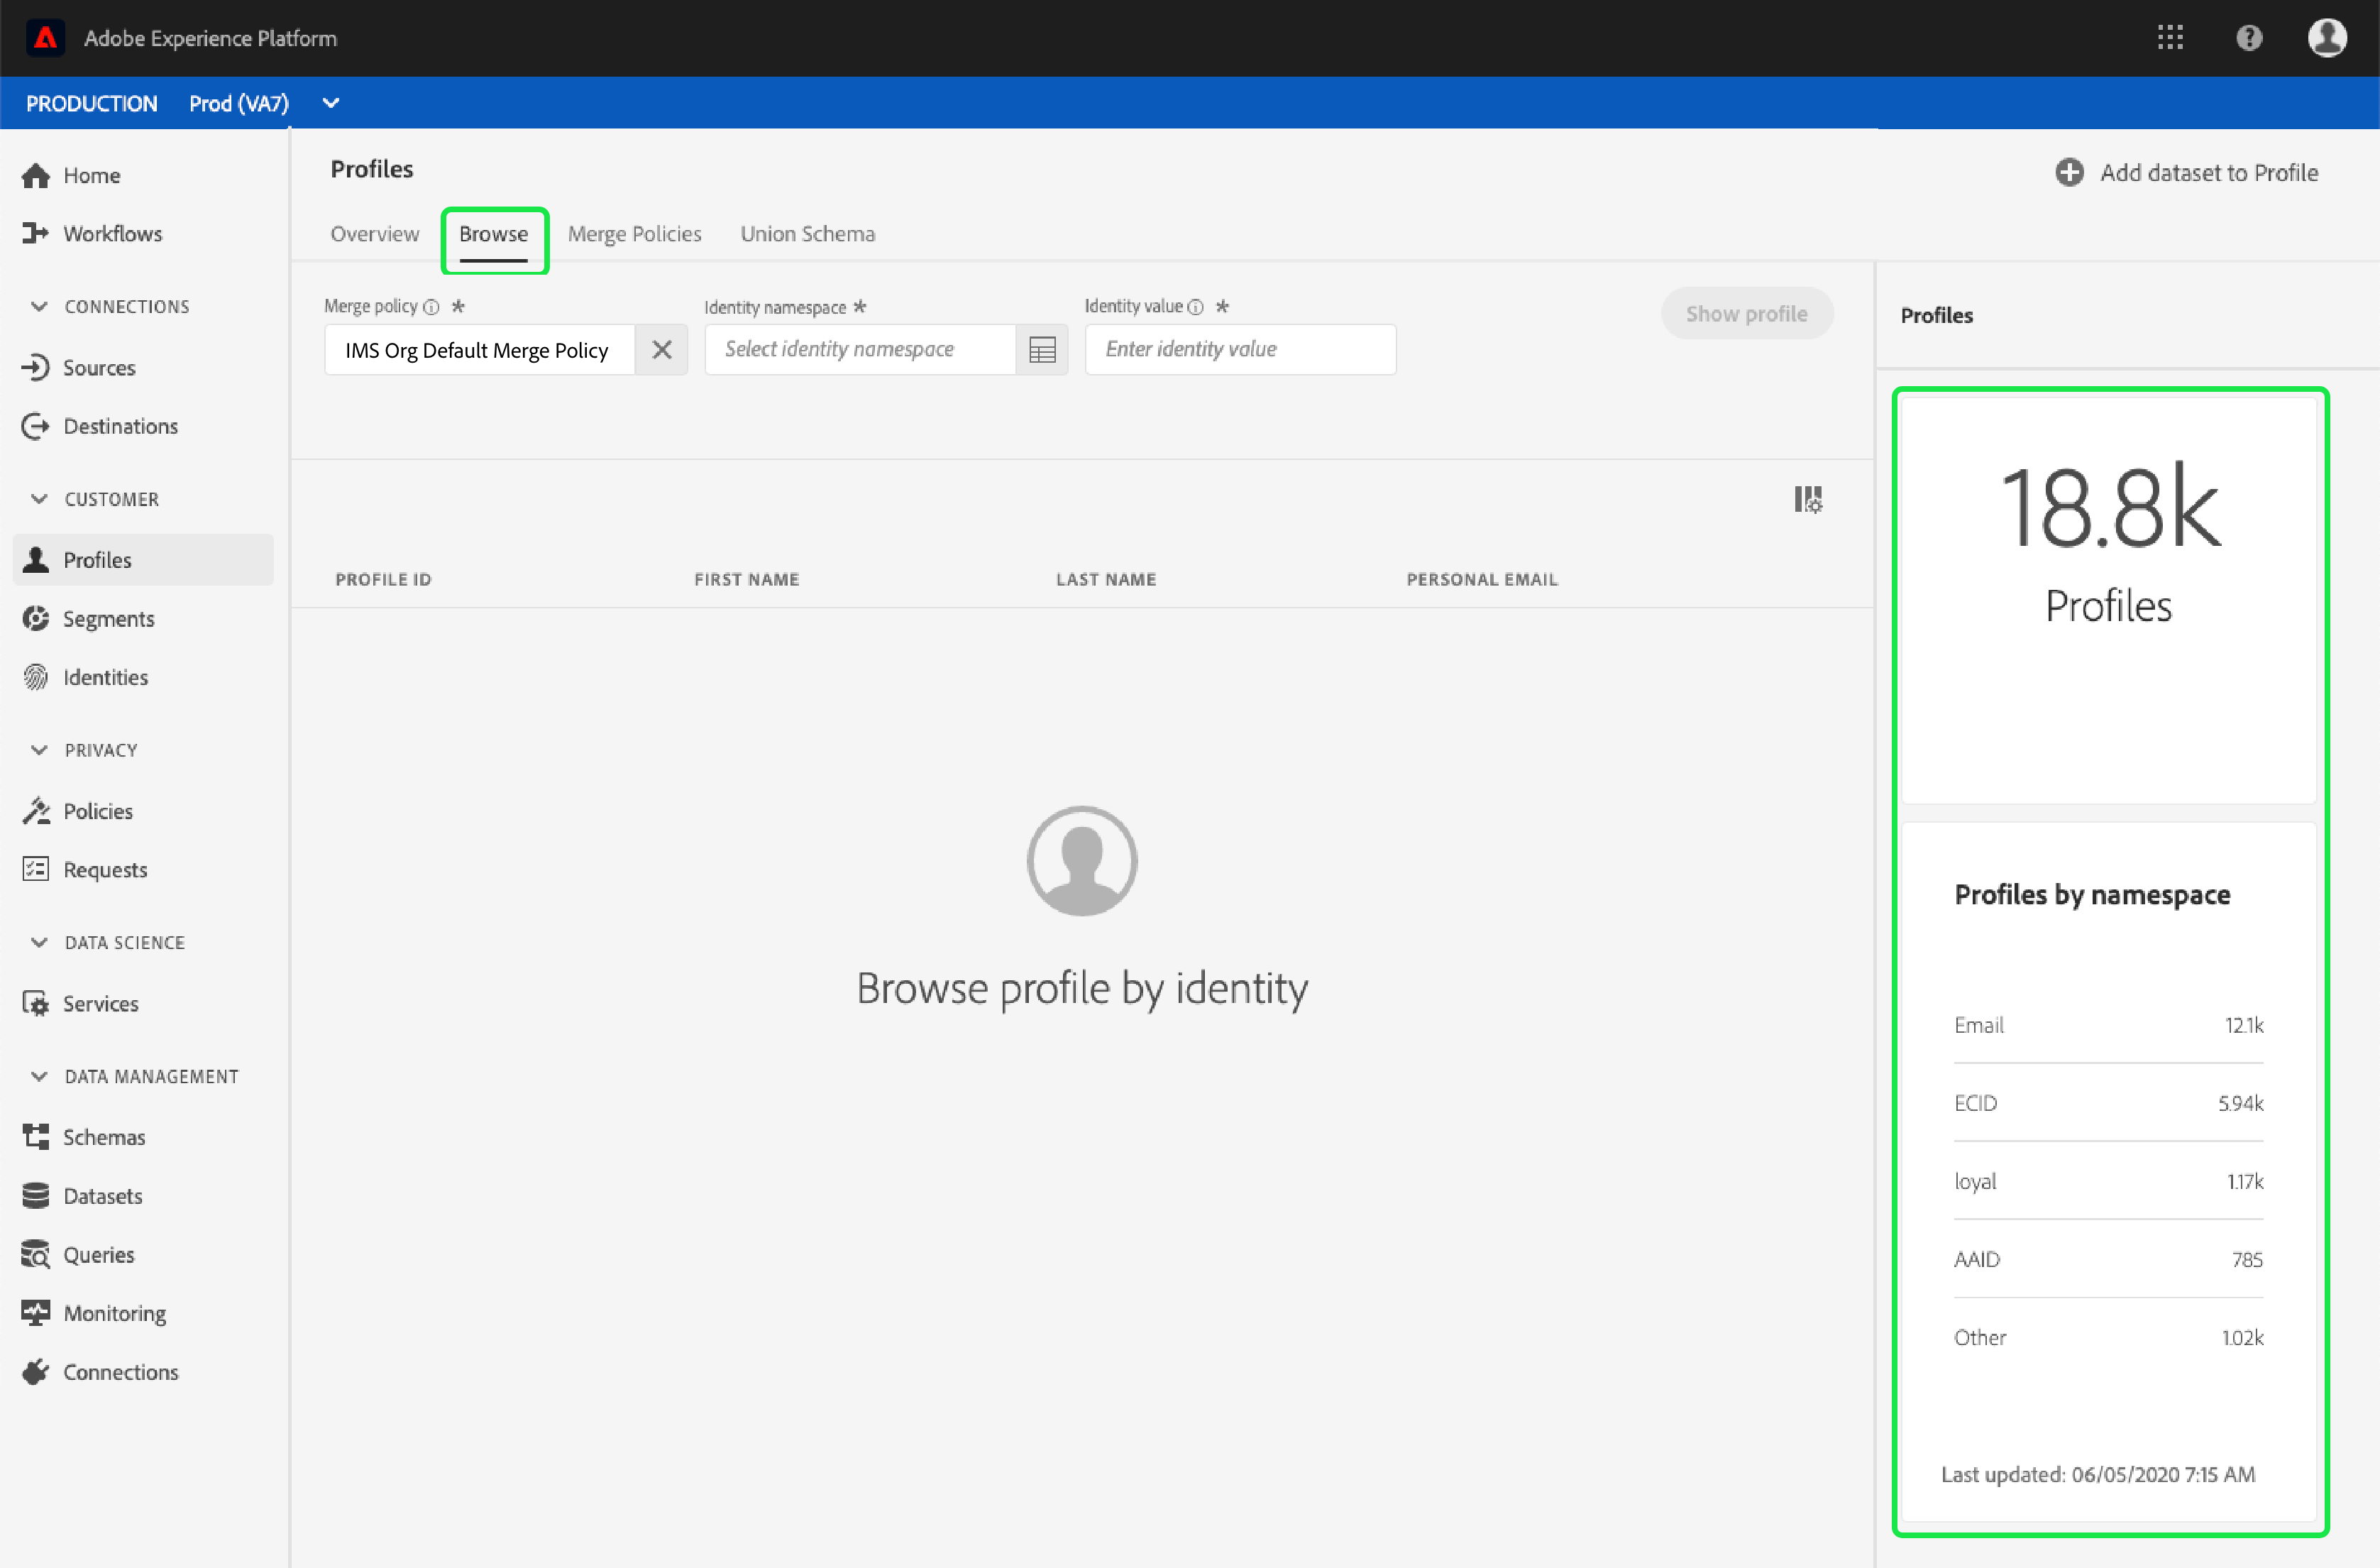 Adobe Experience Platform
PRODUCTION Prod (VA7)
Home
Workflows
CONNECTIONS
Sources
Destinations
CUSTOMER
Profiles
Segments
Identities
PRIVACY
Policies
Requests
DATA SCIENCE
Services
DATA MANAGEMENT
Schemas
Datasets
Queries
Monitoring
Connections
Profiles
Add dataset to Profile
Overview Browse Merge Policies Union Schema
Merge policy * Identity namespace * Identity value *
IMS Org Default Merge Policy Select identity namespace Enter identity value
Show profile
PROFILE ID FIRST NAME LAST NAME PERSONAL EMAIL
Browse profile by identity
Profiles
18.8k
Profiles
Profiles by namespace
Email 12.1k
ECID 5.94k
loyal 1.17k
AAID 785
Other 1.02k
Last updated: 06/05/2020 7:15 AM